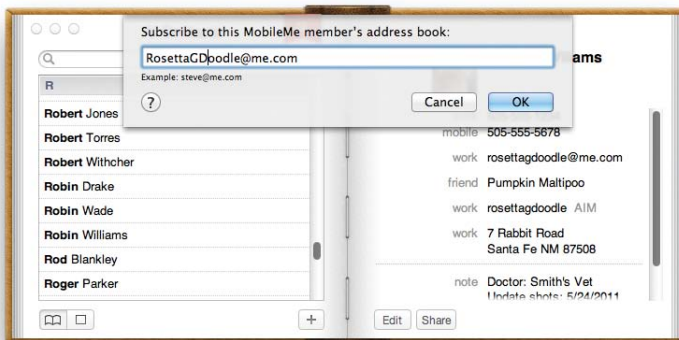 Subscribe to this MobileMe member's address book:
RosettaGDoodle@me.com
Example: steve@me.com
?
Cancel
OK
R
Robert Jones
Robert Torres
Robert Withcher
Robin Drake
Robin Wade
Robin Williams
Rod Blankley
Roger Parker
+
ams
mobile 505-555-5678
work rosettagdoodle@me.com
friend Pumpkin Maltipoo
work rosettagdoodle AIM
work 7 Rabbit Road
Santa Fe NM 87508
note Doctor: Smith's Vet
Update shots: 5/24/2011
Edit
Share